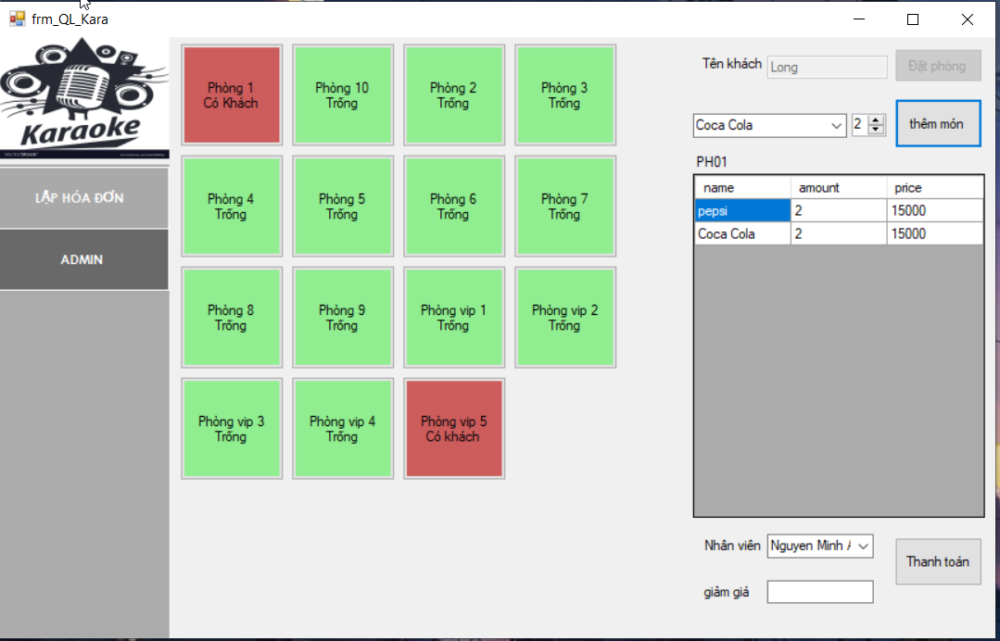 frm_QL_Kara
Karaoke
LẬP HÓA ĐƠN
ADMIN
Phòng 1
Có Khách
Phòng 10
Trống
Phòng 2
Trống
Phòng 3
Trống
Phòng 4
Trống
Phòng 5
Trống
Phòng 6
Trống
Phòng 7
Trống
Phòng 8
Trống
Phòng 9
Trống
Phòng vip 1
Trống
Phòng vip 2
Trống
Phòng vip 3
Trống
Phòng vip 4
Trống
Phòng vip 5
Có khách
Tên khách Long Đặt phòng
Coca Cola 2 thêm món
PH01
name amount price
pepsi 2 15000
Coca Cola 2 15000
Nhân viên Nguyen Minh Thanh toán
giảm giá